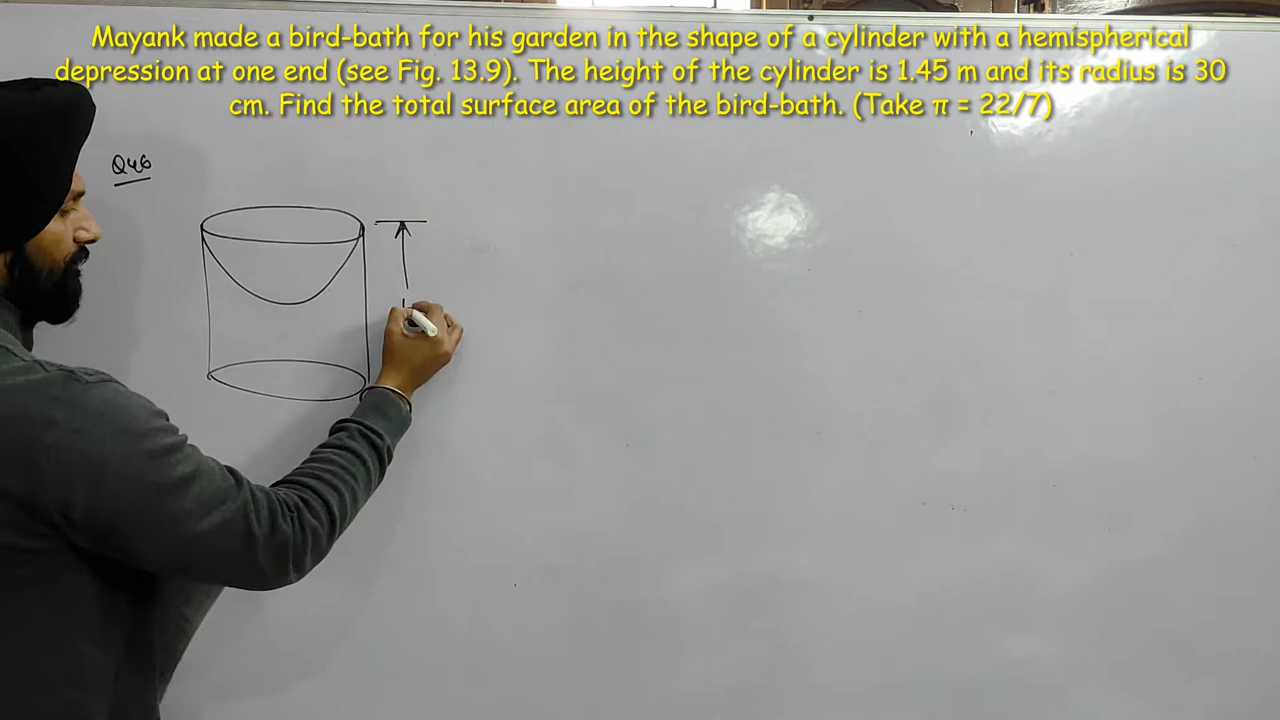 Mayank made a bird-bath for his garden in the shape of a cylinder with a hemispherical
depression at one end (see Fig. 13.9). The height of the cylinder is 1.45 m and its radius is 30
cm. Find the total surface area of the bird-bath. (Take π = 22/7)
Q46